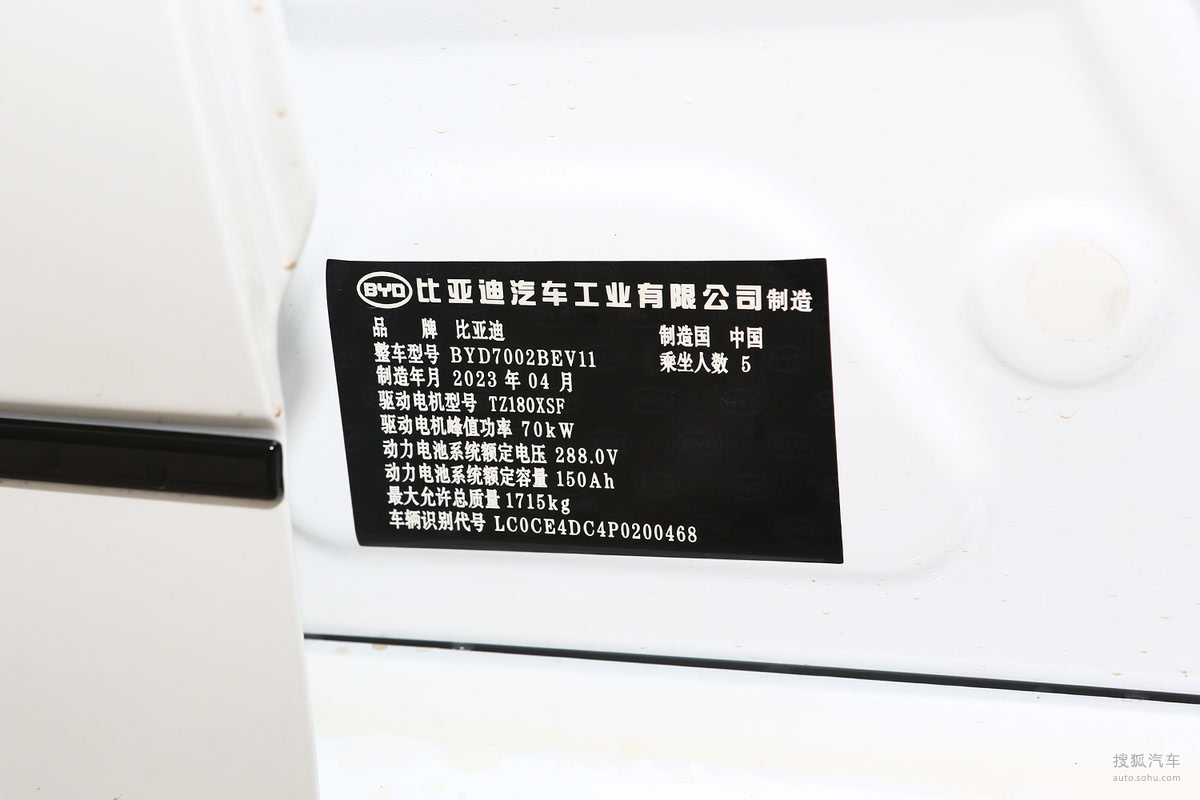 BYD 比亚迪汽车工业有限公司制造
品 牌 比亚迪 制造国 中国
整车型号 BYD7002BEV11 乘坐人数 5
制造年月 2023 年 04 月
驱动电机型号 TZ180XSF
驱动电机峰值功率 70kW
动力电池系统额定电压 288.0V
动力电池系统额定容量 150Ah
最大允许总质量 1715kg
车辆识别代号 LC0CE4DC4P0200468
搜狐汽车
auto.sohu.com